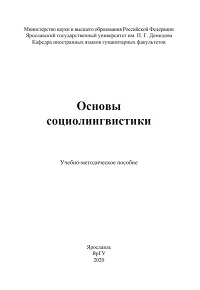 Министерство науки и высшего образования Российской Федерации
Ярославский государственный университет им. П. Г. Демидова
Кафедра иностранных языков гуманитарных факультетов
Основы
социолингвистики
Учебно-методическое пособие
Ярославль
ЯрГУ
2020